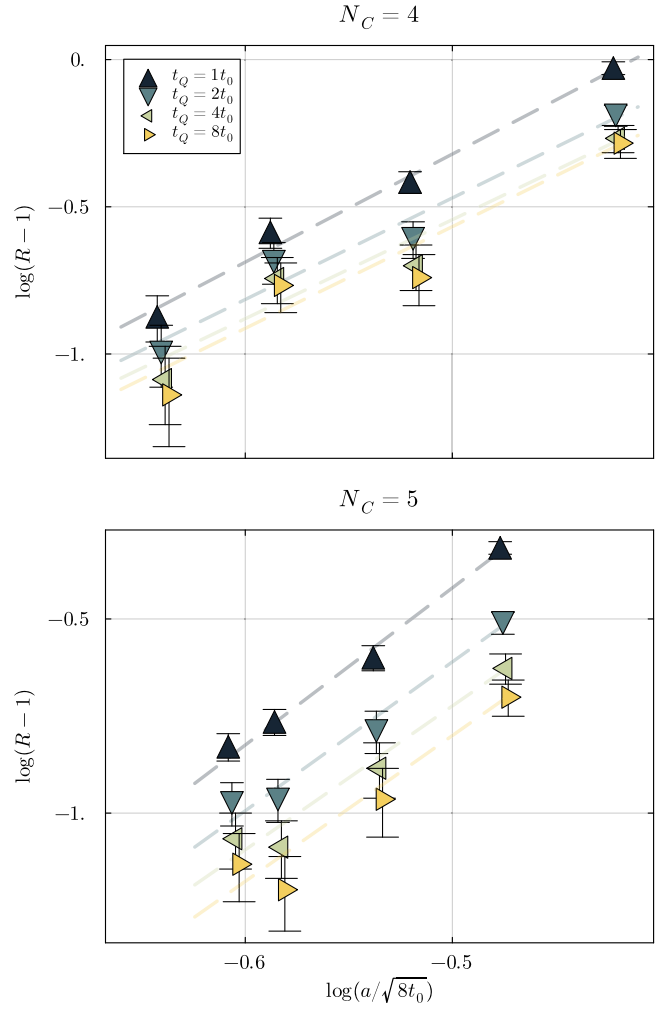 N_C = 4
0.
t_Q = 1t_0
t_Q = 2t_0
t_Q = 4t_0
t_Q = 8t_0
−0.5
log(R − 1)
−1.
N_C = 5
−0.5
log(R − 1)
−1.
−0.6 −0.5
log(a/√8t_0)